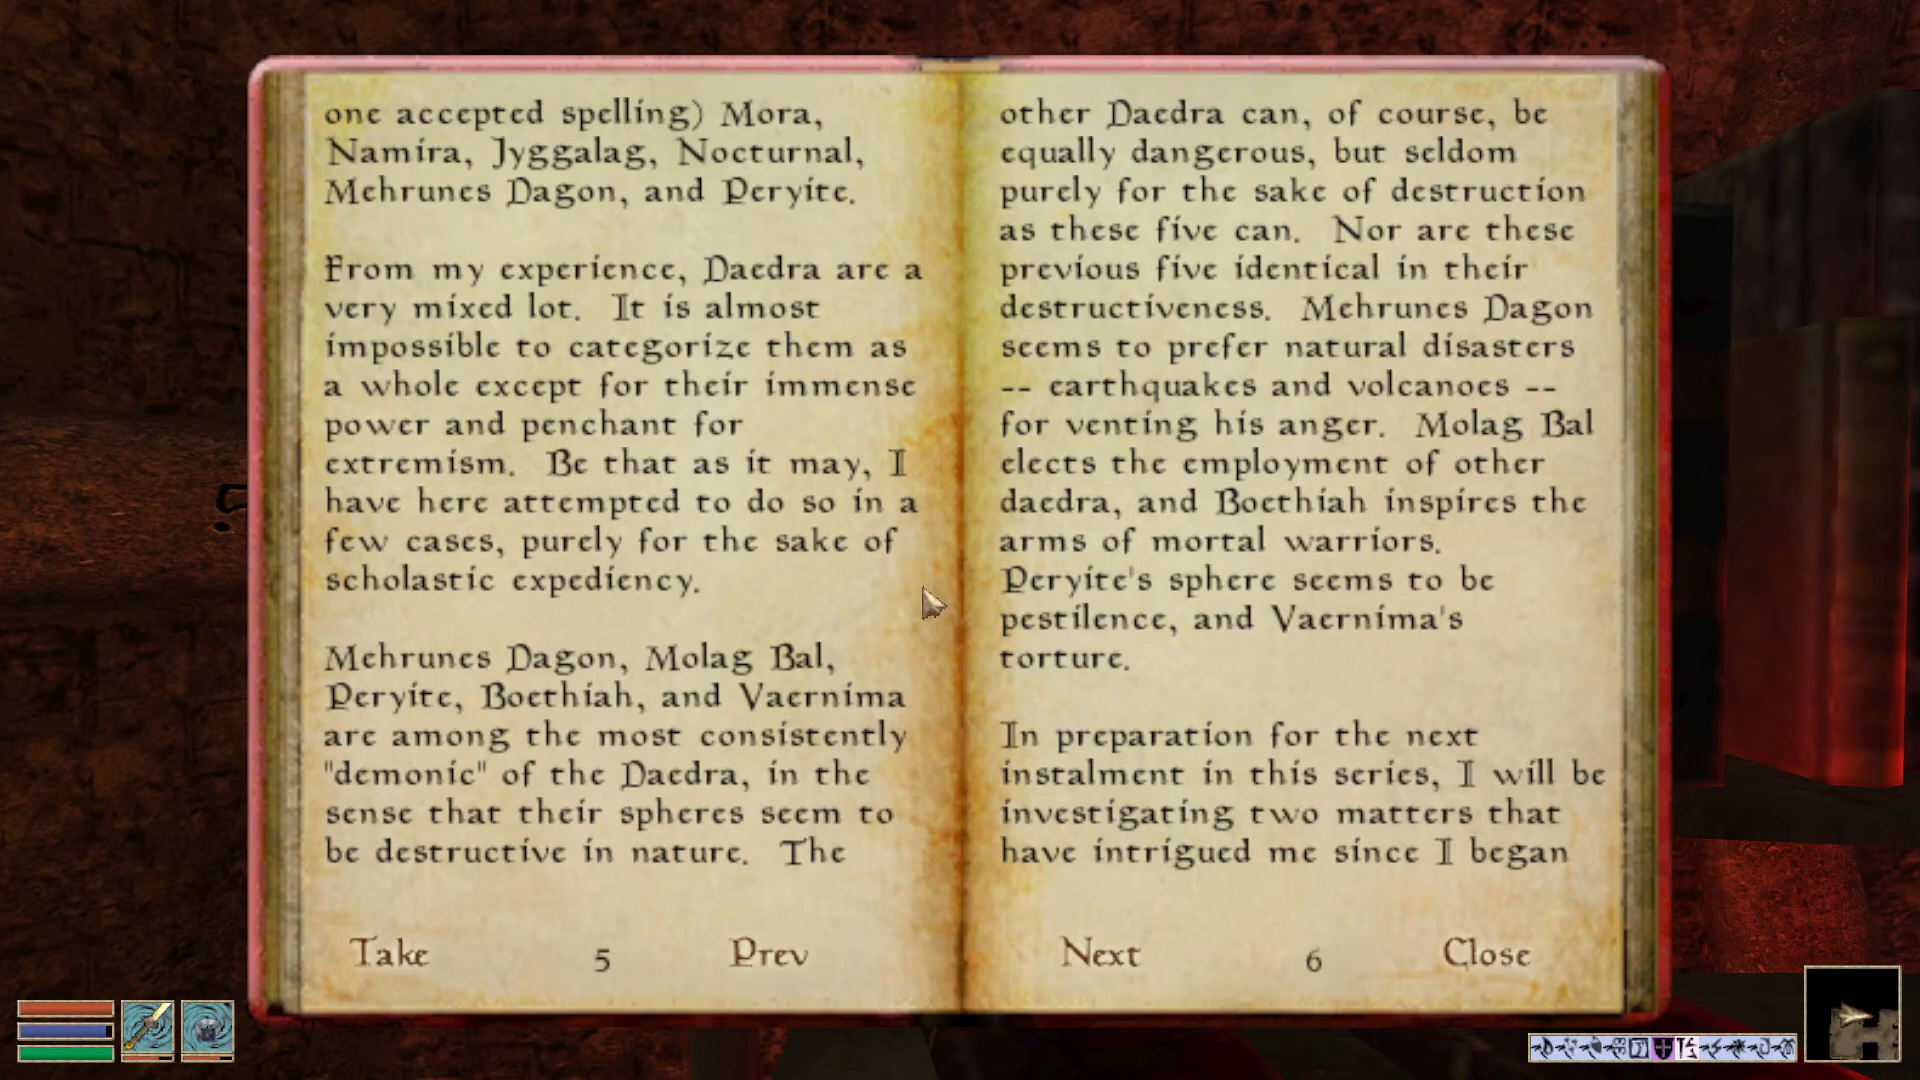 one accepted spelling) Mora,
Namira, Jyggalag, Nocturnal,
Mehrunes Dagon, and Peryite.
From my experience, Daedra are a
very mixed lot. It is almost
impossible to categorize them as
a whole except for their immense
power and penchant for
extremism. Be that as it may, I
have here attempted to do so in a
few cases, purely for the sake of
scholastic expediency.
Mehrunes Dagon, Molag Bal,
Peryite, Boethiah, and Vaernima
are among the most consistently
"demonic" of the Daedra, in the
sense that their spheres seem to
be destructive in nature. The
other Daedra can, of course, be
equally dangerous, but seldom
purely for the sake of destruction
as these five can. Nor are these
previous five identical in their
destructiveness. Mehrunes Dagon
seems to prefer natural disasters
-- earthquakes and volcanoes --
for venting his anger. Molag Bal
elects the employment of other
daedra, and Boethiah inspires the
arms of mortal warriors.
Peryite's sphere seems to be
pestilence, and Vaernima's
torture.
In preparation for the next
instalment in this series, I will be
investigating two matters that
have intrigued me since I began
Take 5 Prev Next 6 Close